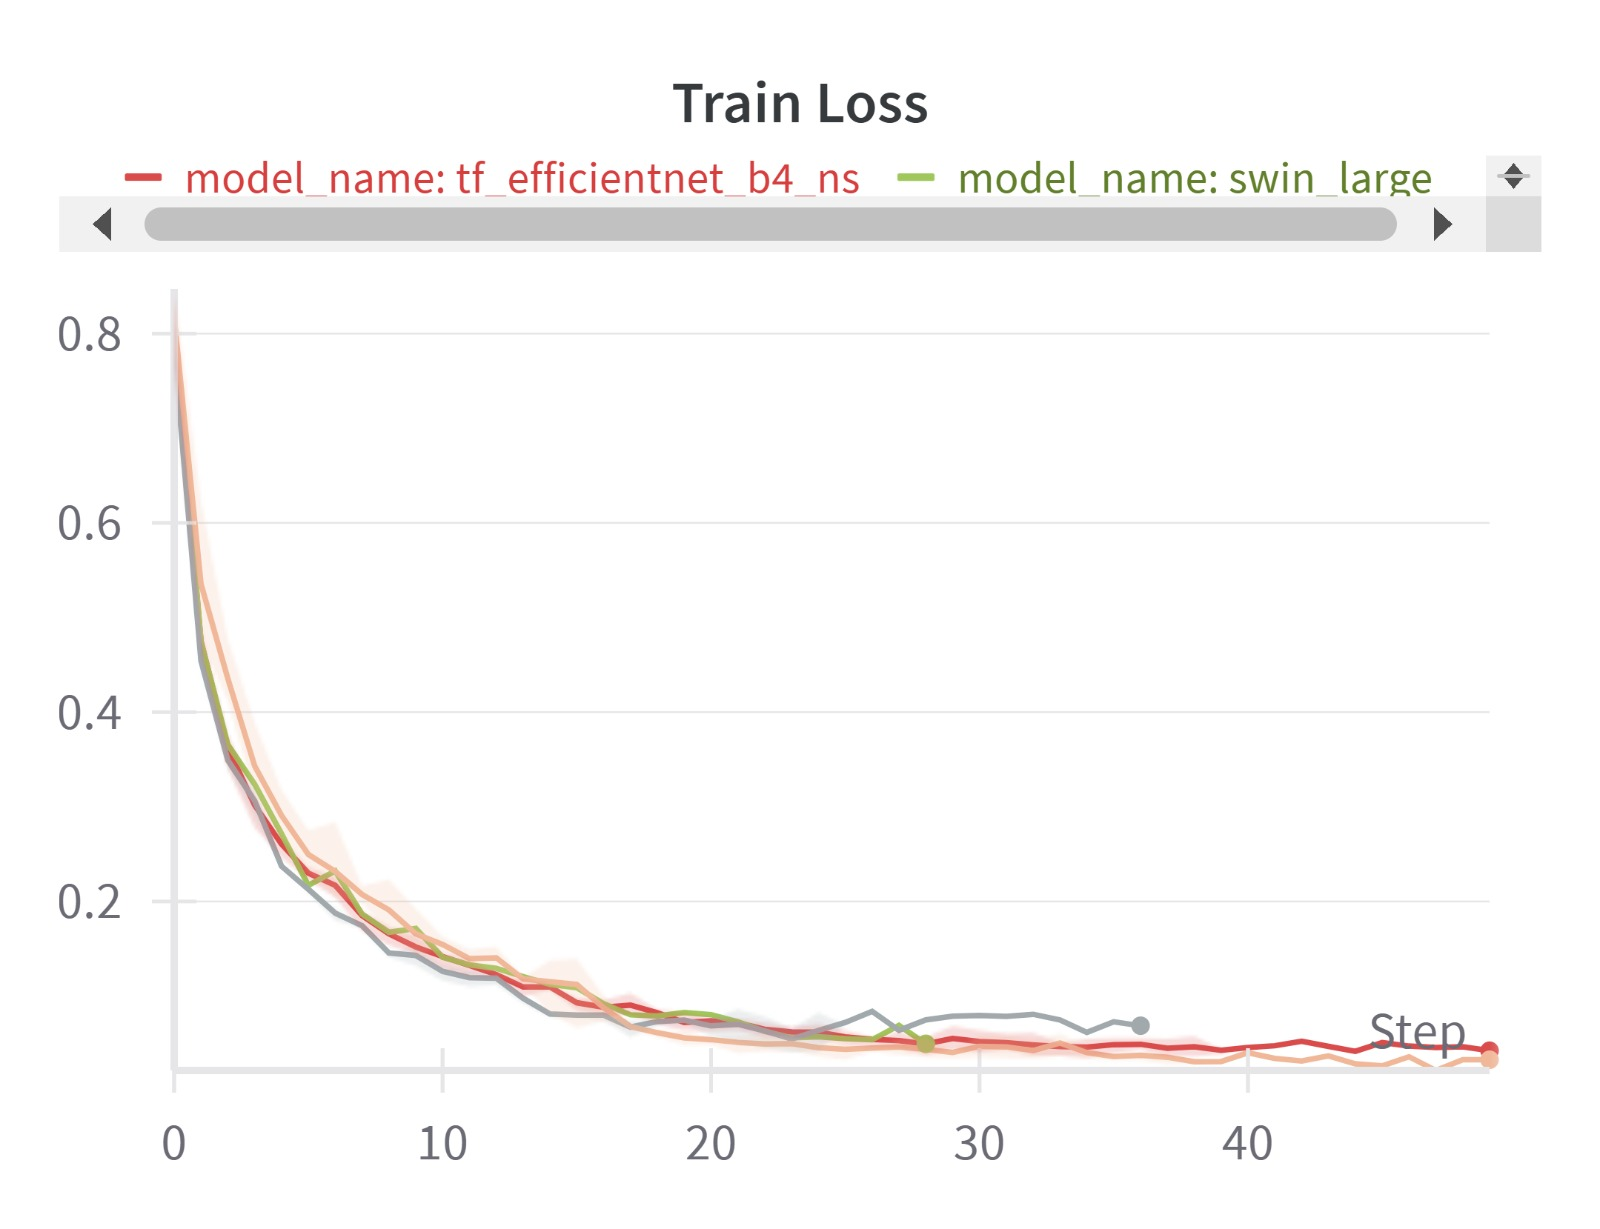 Train Loss
model_name: tf_efficientnet_b4_ns model_name: swin_large
0.8
0.6
0.4
0.2
Step
0 10 20 30 40